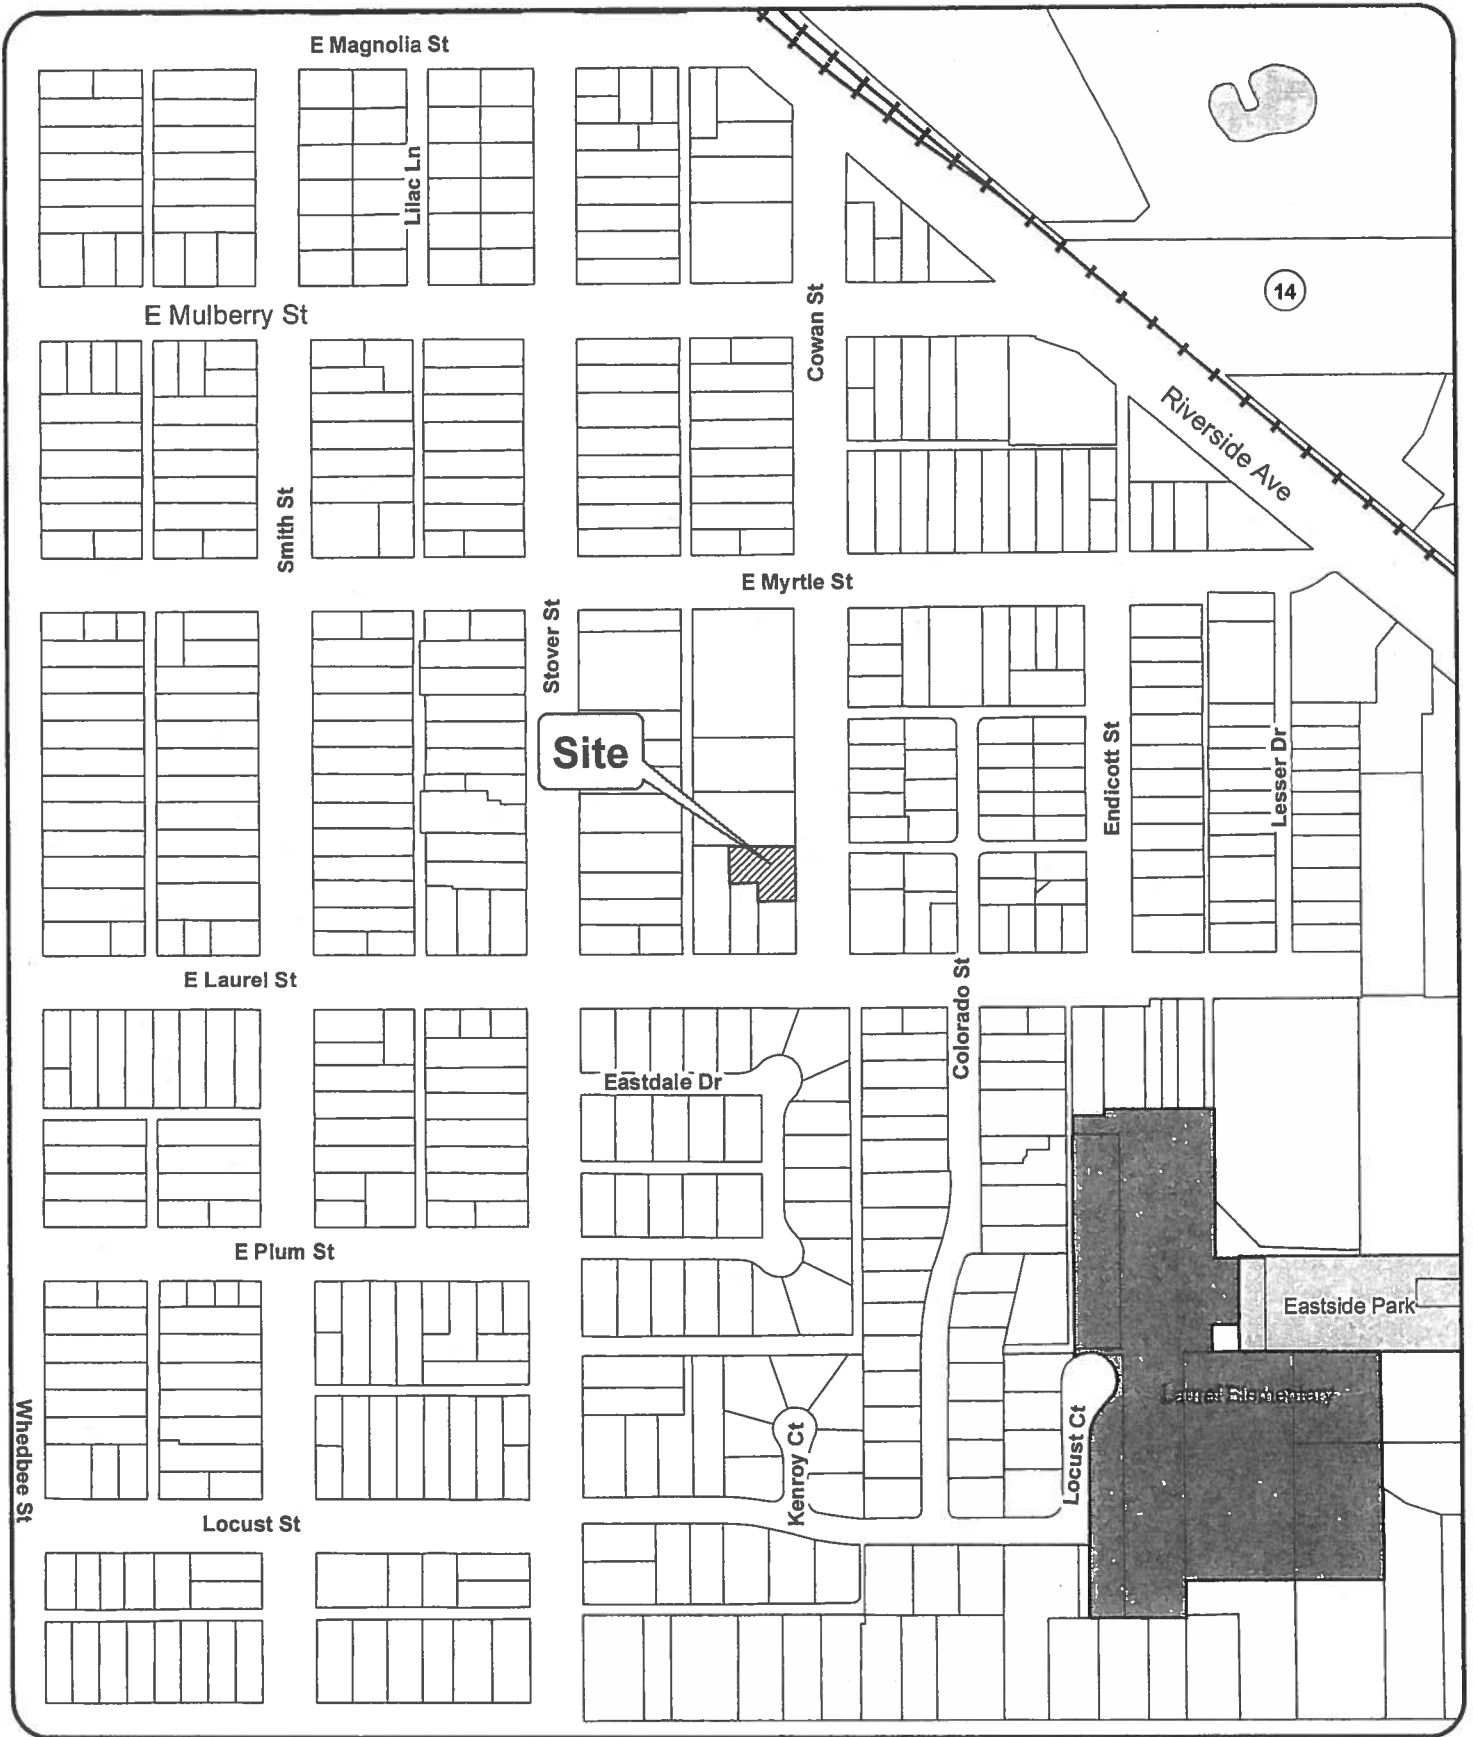 E Magnolia St
Lilac Ln
14
E Mulberry St
Cowan St
Riverside Ave
Smith St
E Myrtle St
Stover St
Site
Endicott St
Lesser Dr
E Laurel St
Colorado St
Eastdale Dr
E Plum St
Eastside Park
Laurel Elementary
Whedbee St
Kenroy Ct
Locust Ct
Locust St